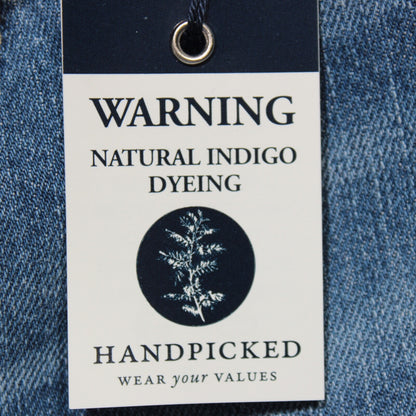 WARNING
NATURAL INDIGO
DYEING
HANDPICKED
WEAR your VALUES